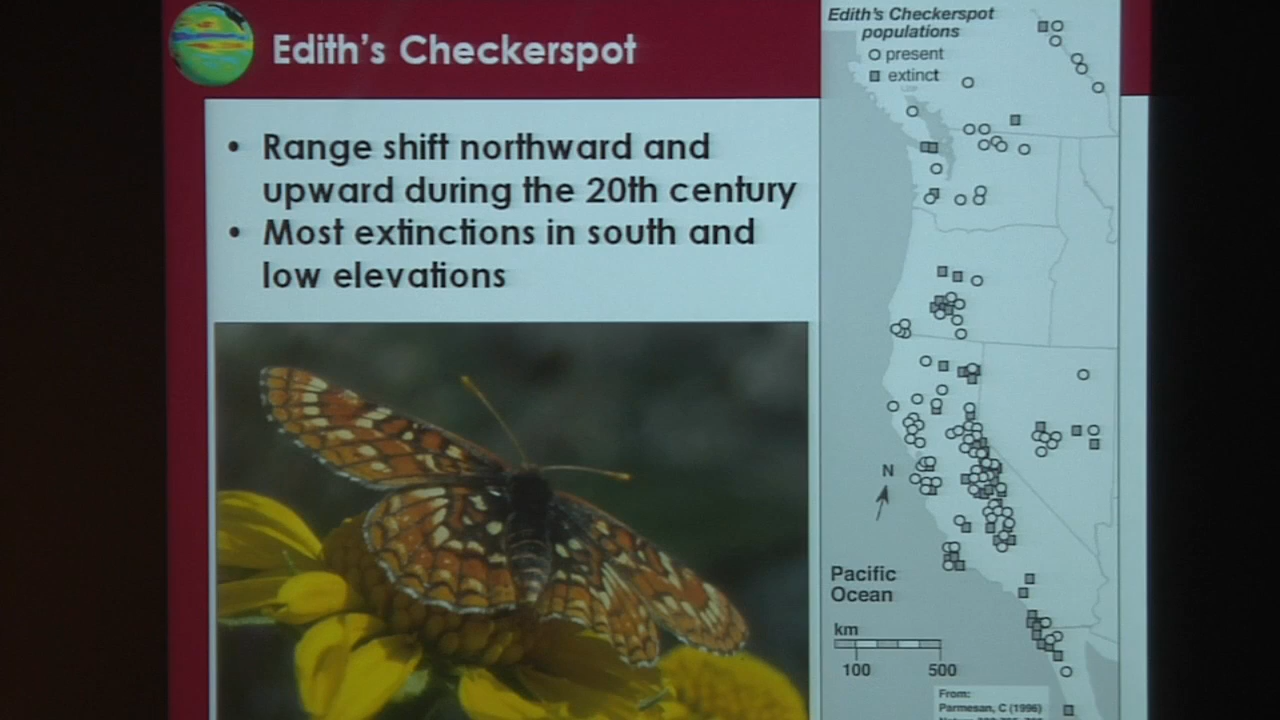 Edith's Checkerspot
• Range shift northward and
upward during the 20th century
• Most extinctions in south and
low elevations
Edith's Checkerspot
populations
present
extinct
N
Pacific
Ocean
km
100 500
From:
Parmesan, C (1996)